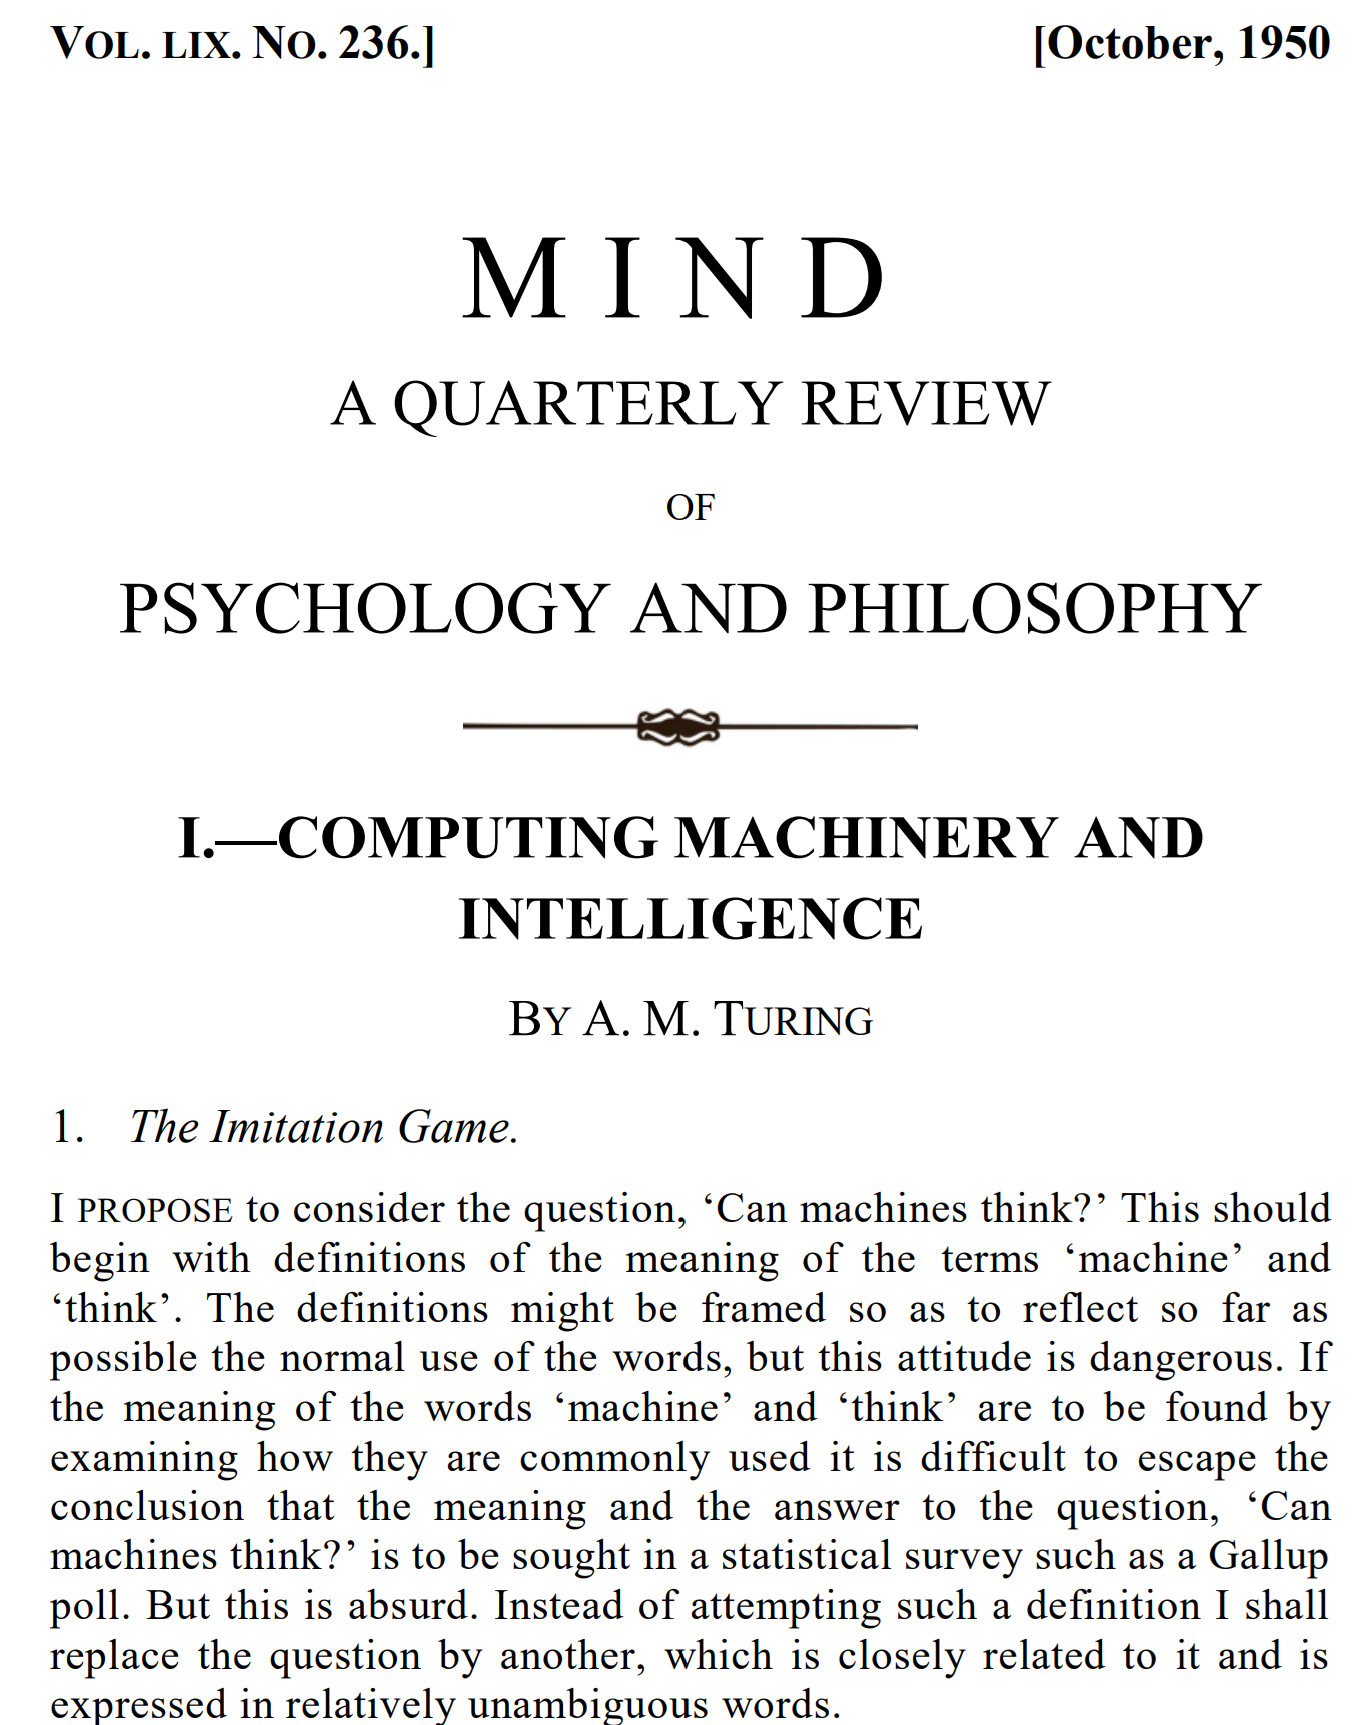 VOL. LIX. NO. 236.] [October, 1950
MIND
A QUARTERLY REVIEW
OF
PSYCHOLOGY AND PHILOSOPHY
I.—COMPUTING MACHINERY AND
INTELLIGENCE
BY A. M. TURING
1. The Imitation Game.
I PROPOSE to consider the question, ‘Can machines think?’ This should
begin with definitions of the meaning of the terms ‘machine’ and
‘think’. The definitions might be framed so as to reflect so far as
possible the normal use of the words, but this attitude is dangerous. If
the meaning of the words ‘machine’ and ‘think’ are to be found by
examining how they are commonly used it is difficult to escape the
conclusion that the meaning and the answer to the question, ‘Can
machines think?’ is to be sought in a statistical survey such as a Gallup
poll. But this is absurd. Instead of attempting such a definition I shall
replace the question by another, which is closely related to it and is
expressed in relatively unambiguous words.